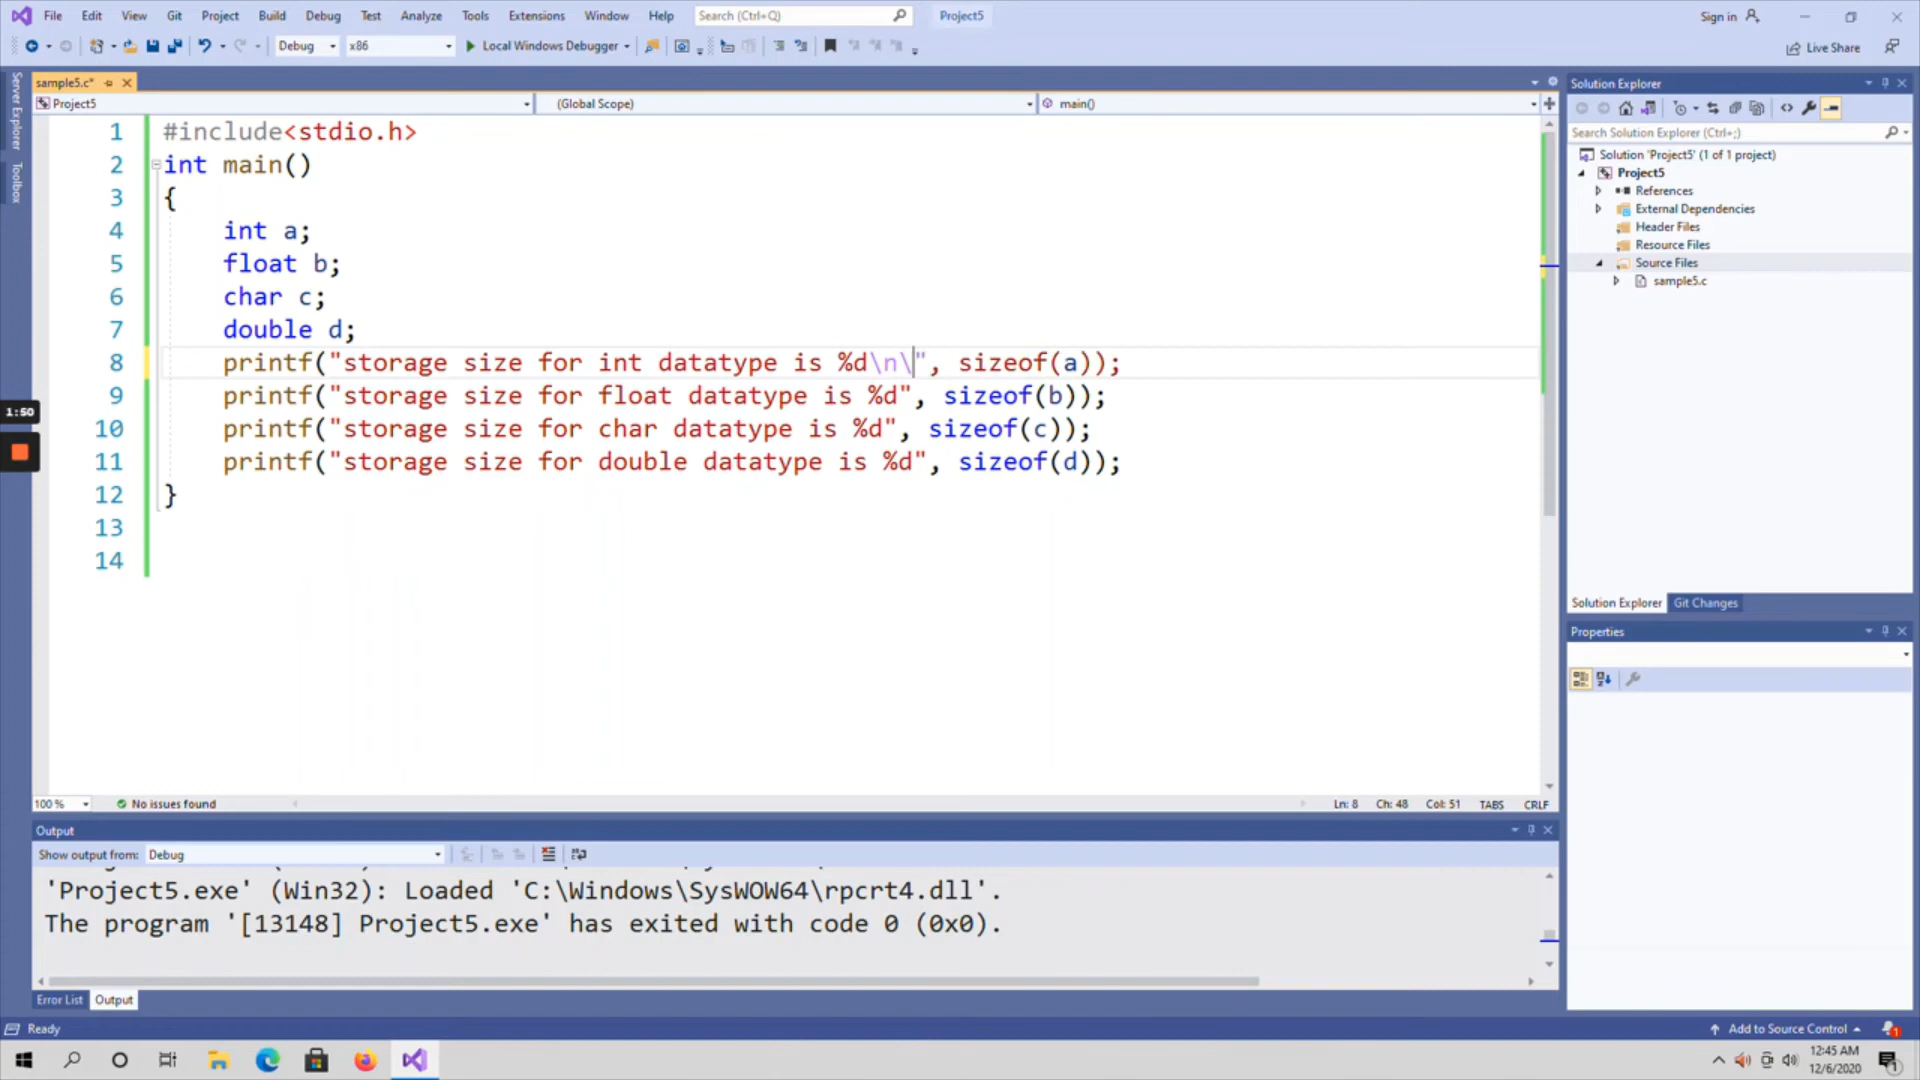 File Edit View Git Project Build Debug Test Analyze Tools Extensions Window Help Search (Ctrl+Q) Project5 Sign in
Debug x86 Local Windows Debugger Live Share
Server Explorer
Toolbox
sample5.c*
Project5 (Global Scope) main()
1 #include<stdio.h>
2 int main()
3 {
4 int a;
5 float b;
6 char c;
7 double d;
8 printf("storage size for int datatype is %d\n\", sizeof(a));
9 printf("storage size for float datatype is %d", sizeof(b));
10 printf("storage size for char datatype is %d", sizeof(c));
11 printf("storage size for double datatype is %d", sizeof(d));
12 }
13
14
1:50
100 % No issues found Ln: 8 Ch: 48 Col: 51 TABS CRLF
Output
Show output from: Debug
'Project5.exe' (Win32): Loaded 'C:\Windows\SysWOW64\rpcrt4.dll'.
The program '[13148] Project5.exe' has exited with code 0 (0x0).
Error List Output
Solution Explorer
Search Solution Explorer (Ctrl+;)
Solution 'Project5' (1 of 1 project)
Project5
References
External Dependencies
Header Files
Resource Files
Source Files
sample5.c
Solution Explorer Git Changes
Properties
Ready Add to Source Control 1
12:45 AM
12/6/2020
1